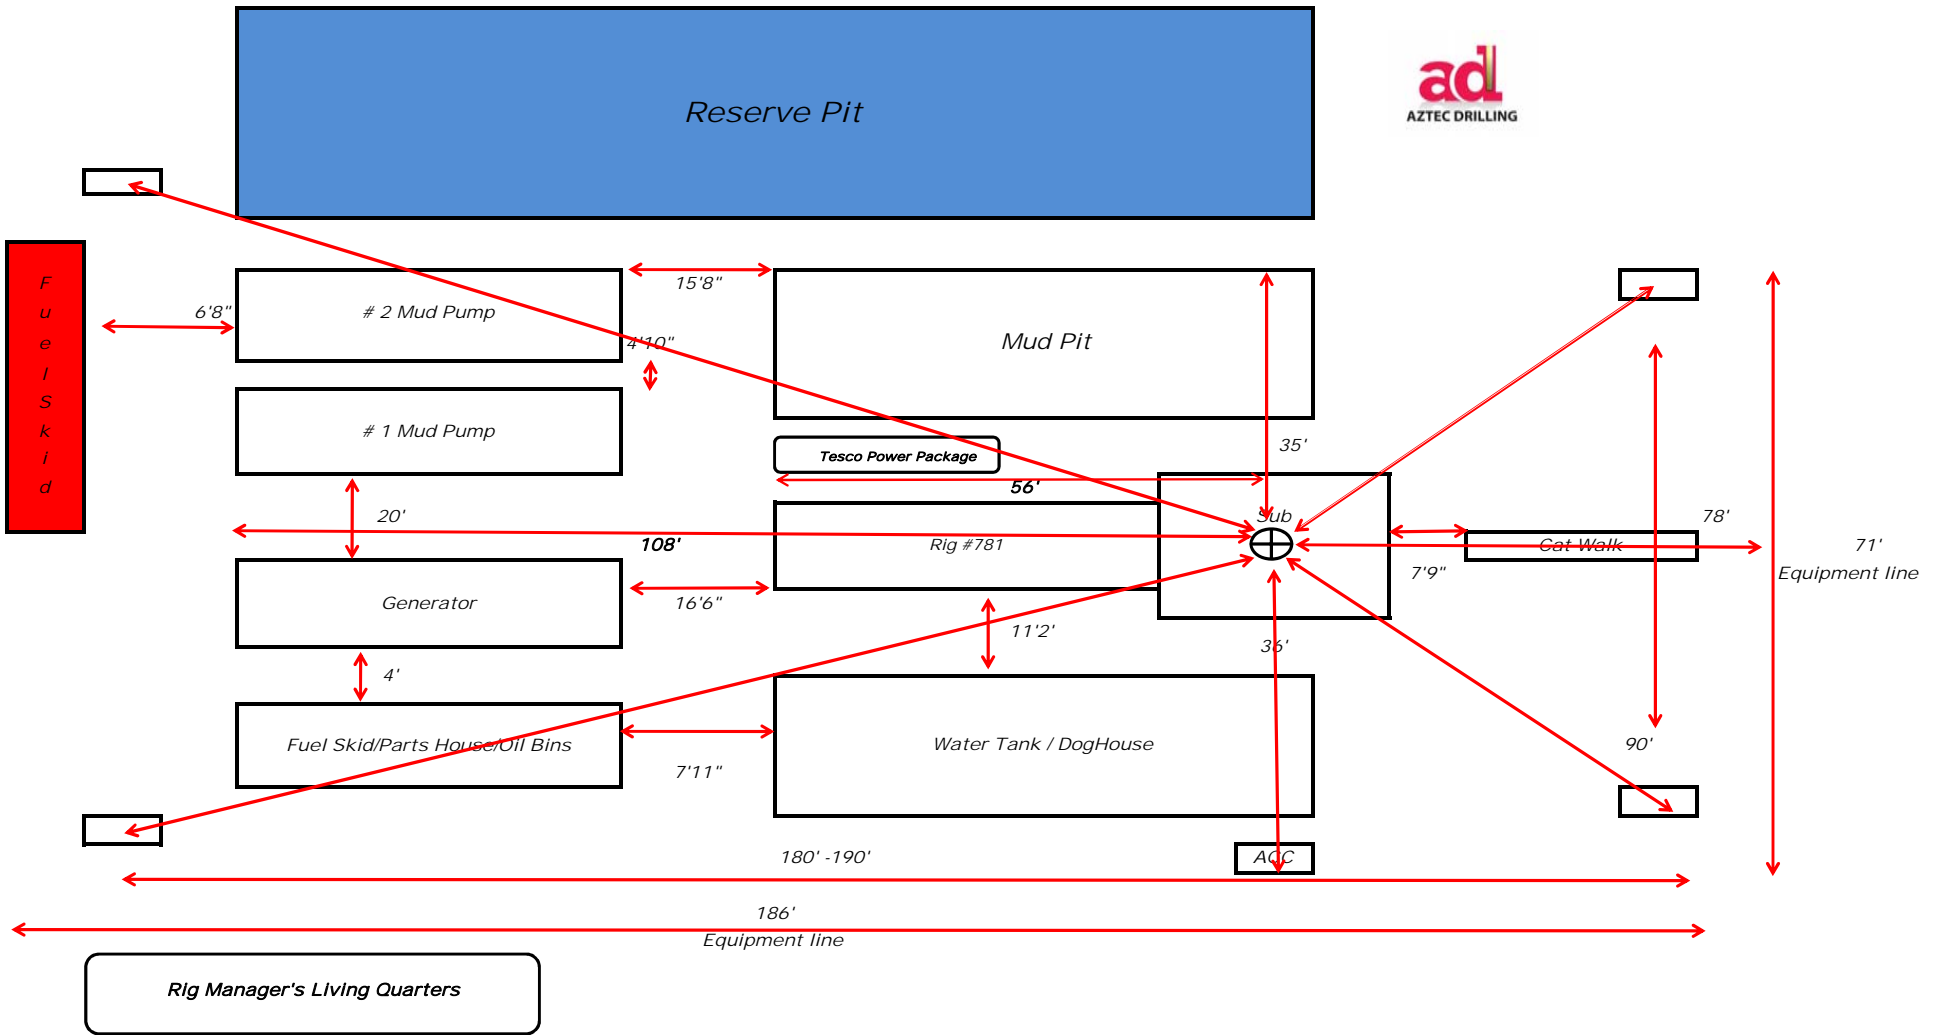 Reserve Pit
ad
AZTEC DRILLING
F
u
e
l
S
k
i
d
6'8"
# 2 Mud Pump
15'8"
4'10"
Mud Pit
# 1 Mud Pump
35'
Tesco Power Package
56'
20'
108'
Rig #781
Sub
Cat Walk
7'9"
78'
71'
Equipment line
Generator
16'6"
11'2'
36'
4'
Fuel Skid/Parts House/Oil Bins
7'11"
Water Tank / DogHouse
90'
ACC
180' -190'
186'
Equipment line
Rig Manager's Living Quarters